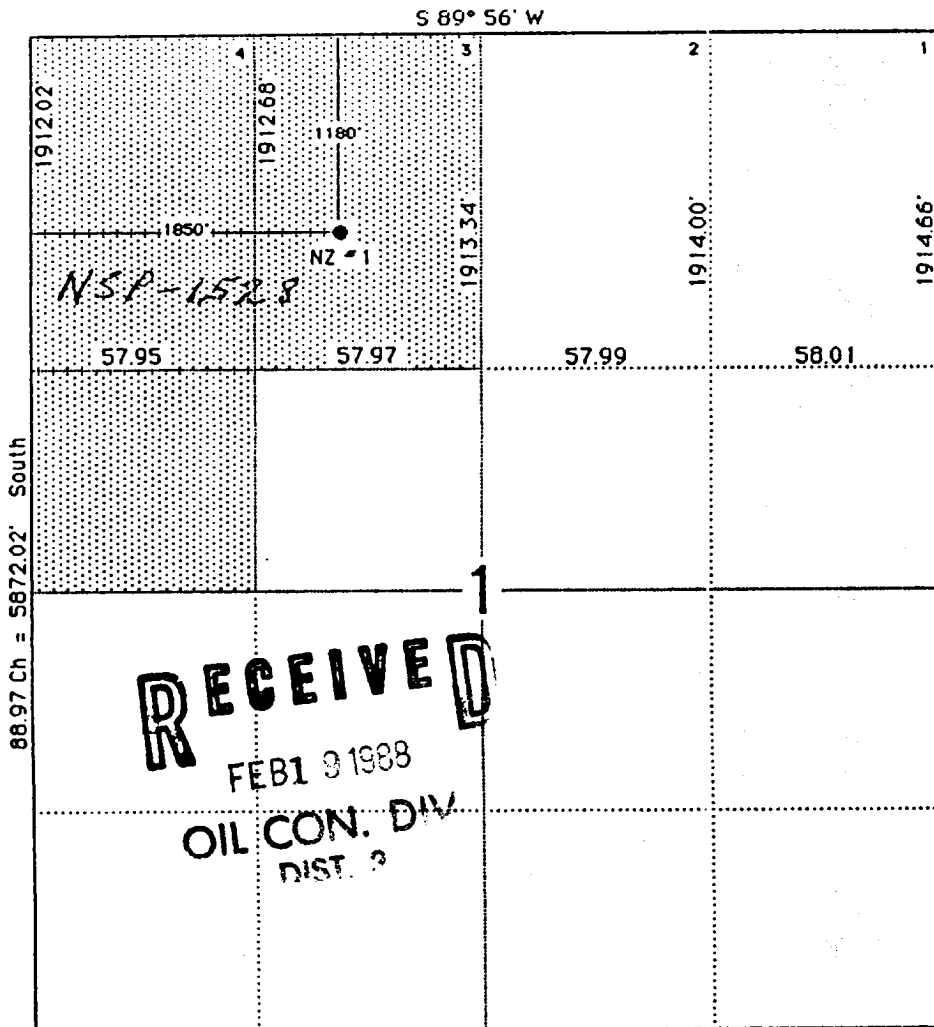 S 89° 56' W
4
3
2
1
1912.02
1912.68
1180'
1913.34'
1914.00'
1914.66'
1850'
NZ #1
NSP-1528
57.95
57.97
57.99
58.01
88.97 Ch = 5872.02' South
1
RECEIVED
FEB19 1988
OIL CON. DIV
DIST.